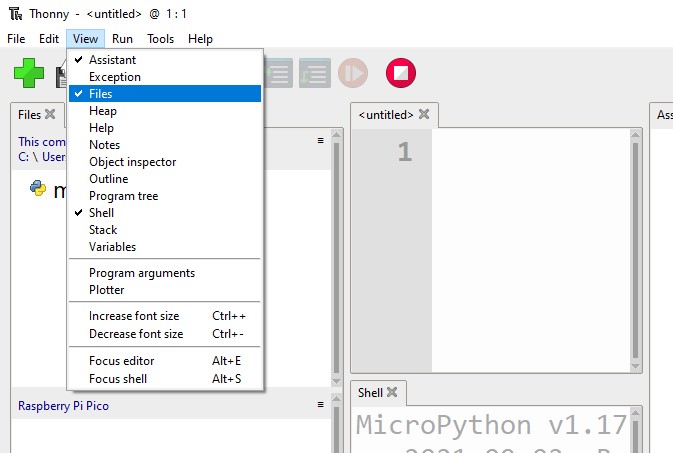 Thonny - <untitled> @ 1 : 1
File Edit View Run Tools Help
Assistant
Exception
Files
Heap
Help
Notes
Object inspector
Outline
Program tree
Shell
Stack
Variables
Program arguments
Plotter
Increase font size Ctrl++
Decrease font size Ctrl+-
Focus editor Alt+E
Focus shell Alt+S
Files
This com
C: \ User
m
Raspberry Pi Pico
<untitled>
1
Shell
MicroPython v1.17
Ass